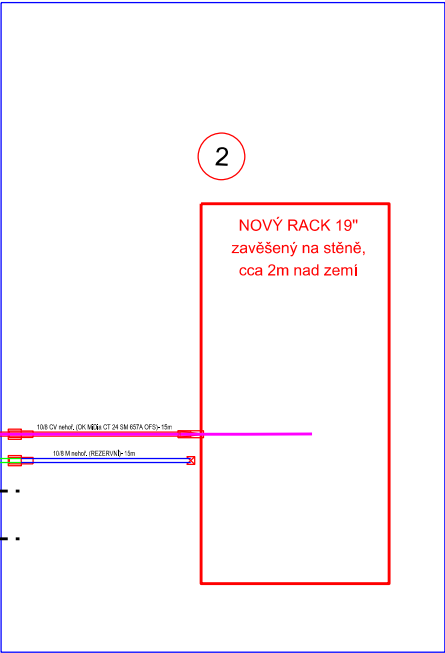 2
NOVÝ RACK 19"
zavěšený na stěně,
cca 2m nad zemí
10/8 CV nehoř. (OK MiDia CT 24 SM 657A OFS)- 15m
10/8 M nehoř. (REZERVNÍ)- 15m